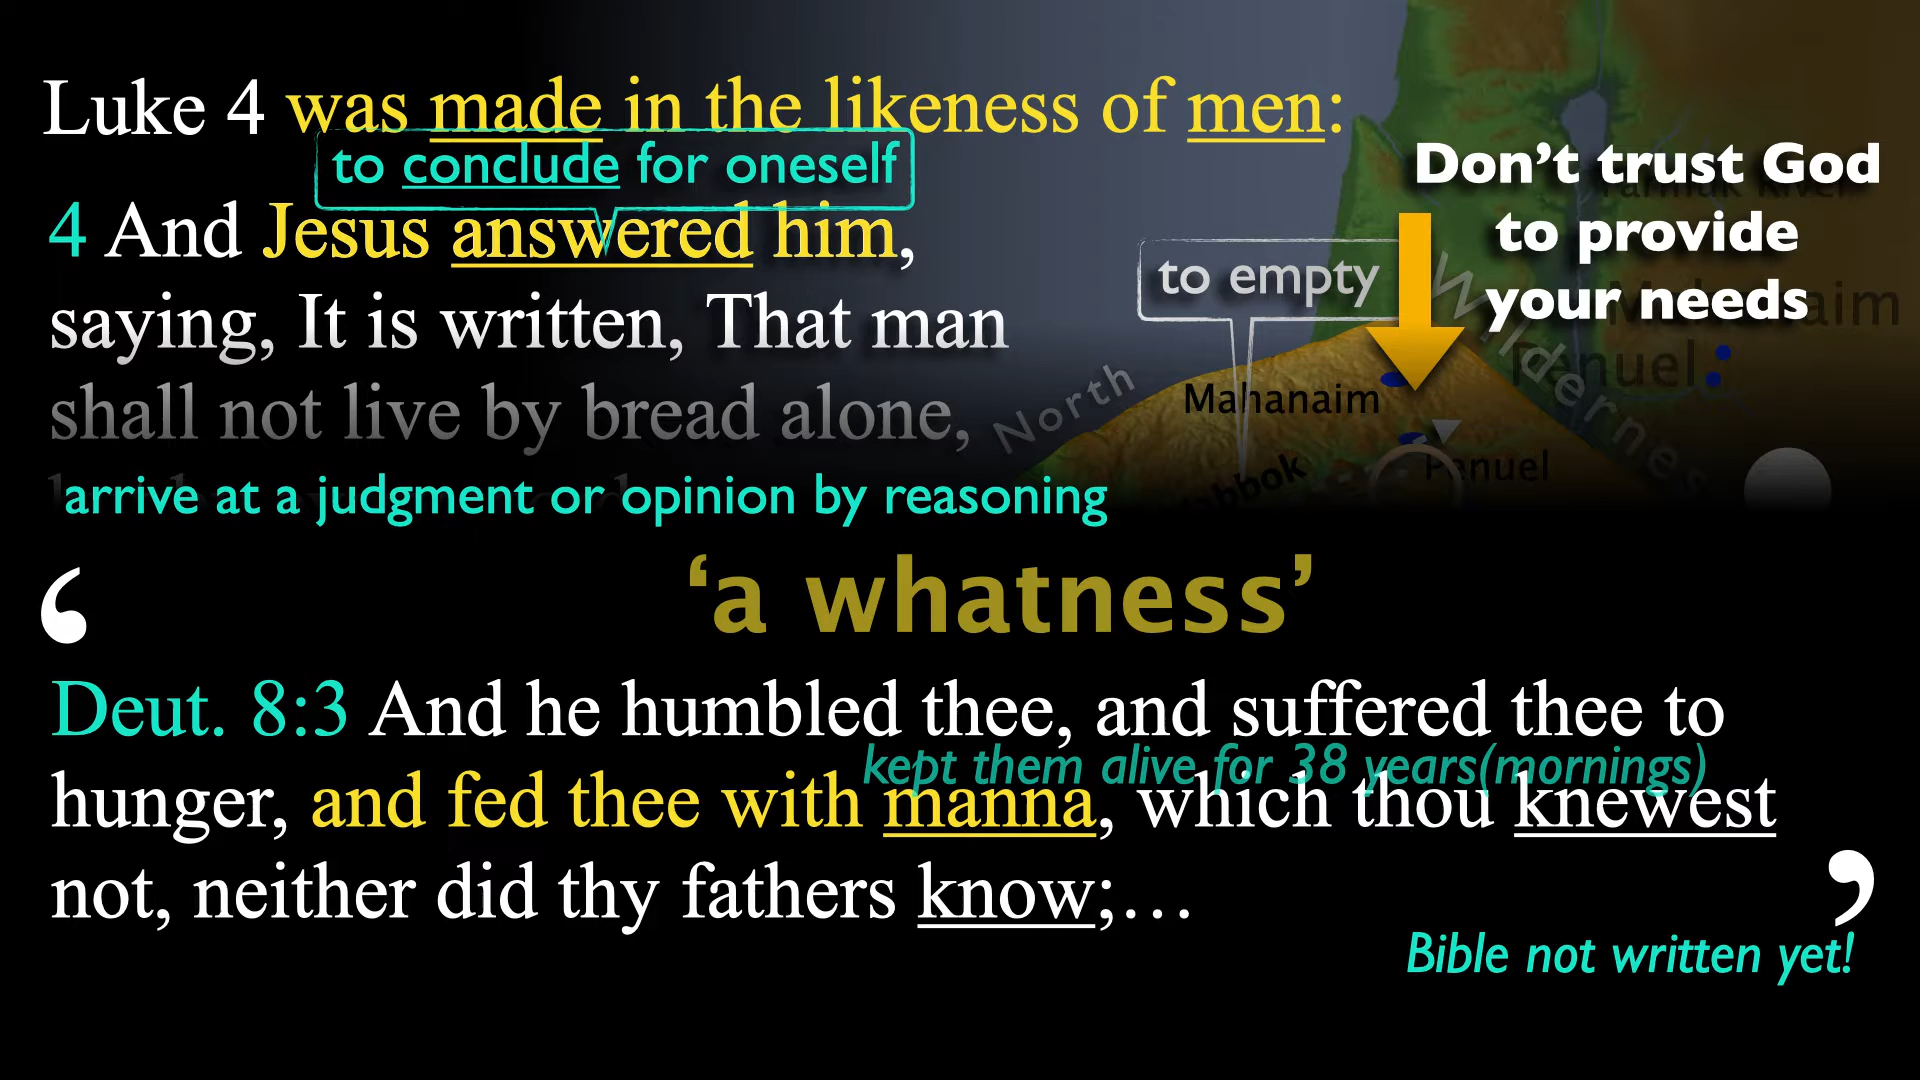 Luke 4 was made in the likeness of men:
to conclude for oneself
4 And Jesus answered him,
saying, It is written, That man
shall not live by bread alone,
arrive at a judgment or opinion by reasoning
Don’t trust God
to provide
your needs
to empty
North
Wilderness
Mahanaim
Mahanaim
Penuel
Penuel
Jabbok
‘a whatness’
‘
Deut. 8:3 And he humbled thee, and suffered thee to
kept them alive for 38 years(mornings)
hunger, and fed thee with manna, which thou knewest
not, neither did thy fathers know;…
’
Bible not written yet!